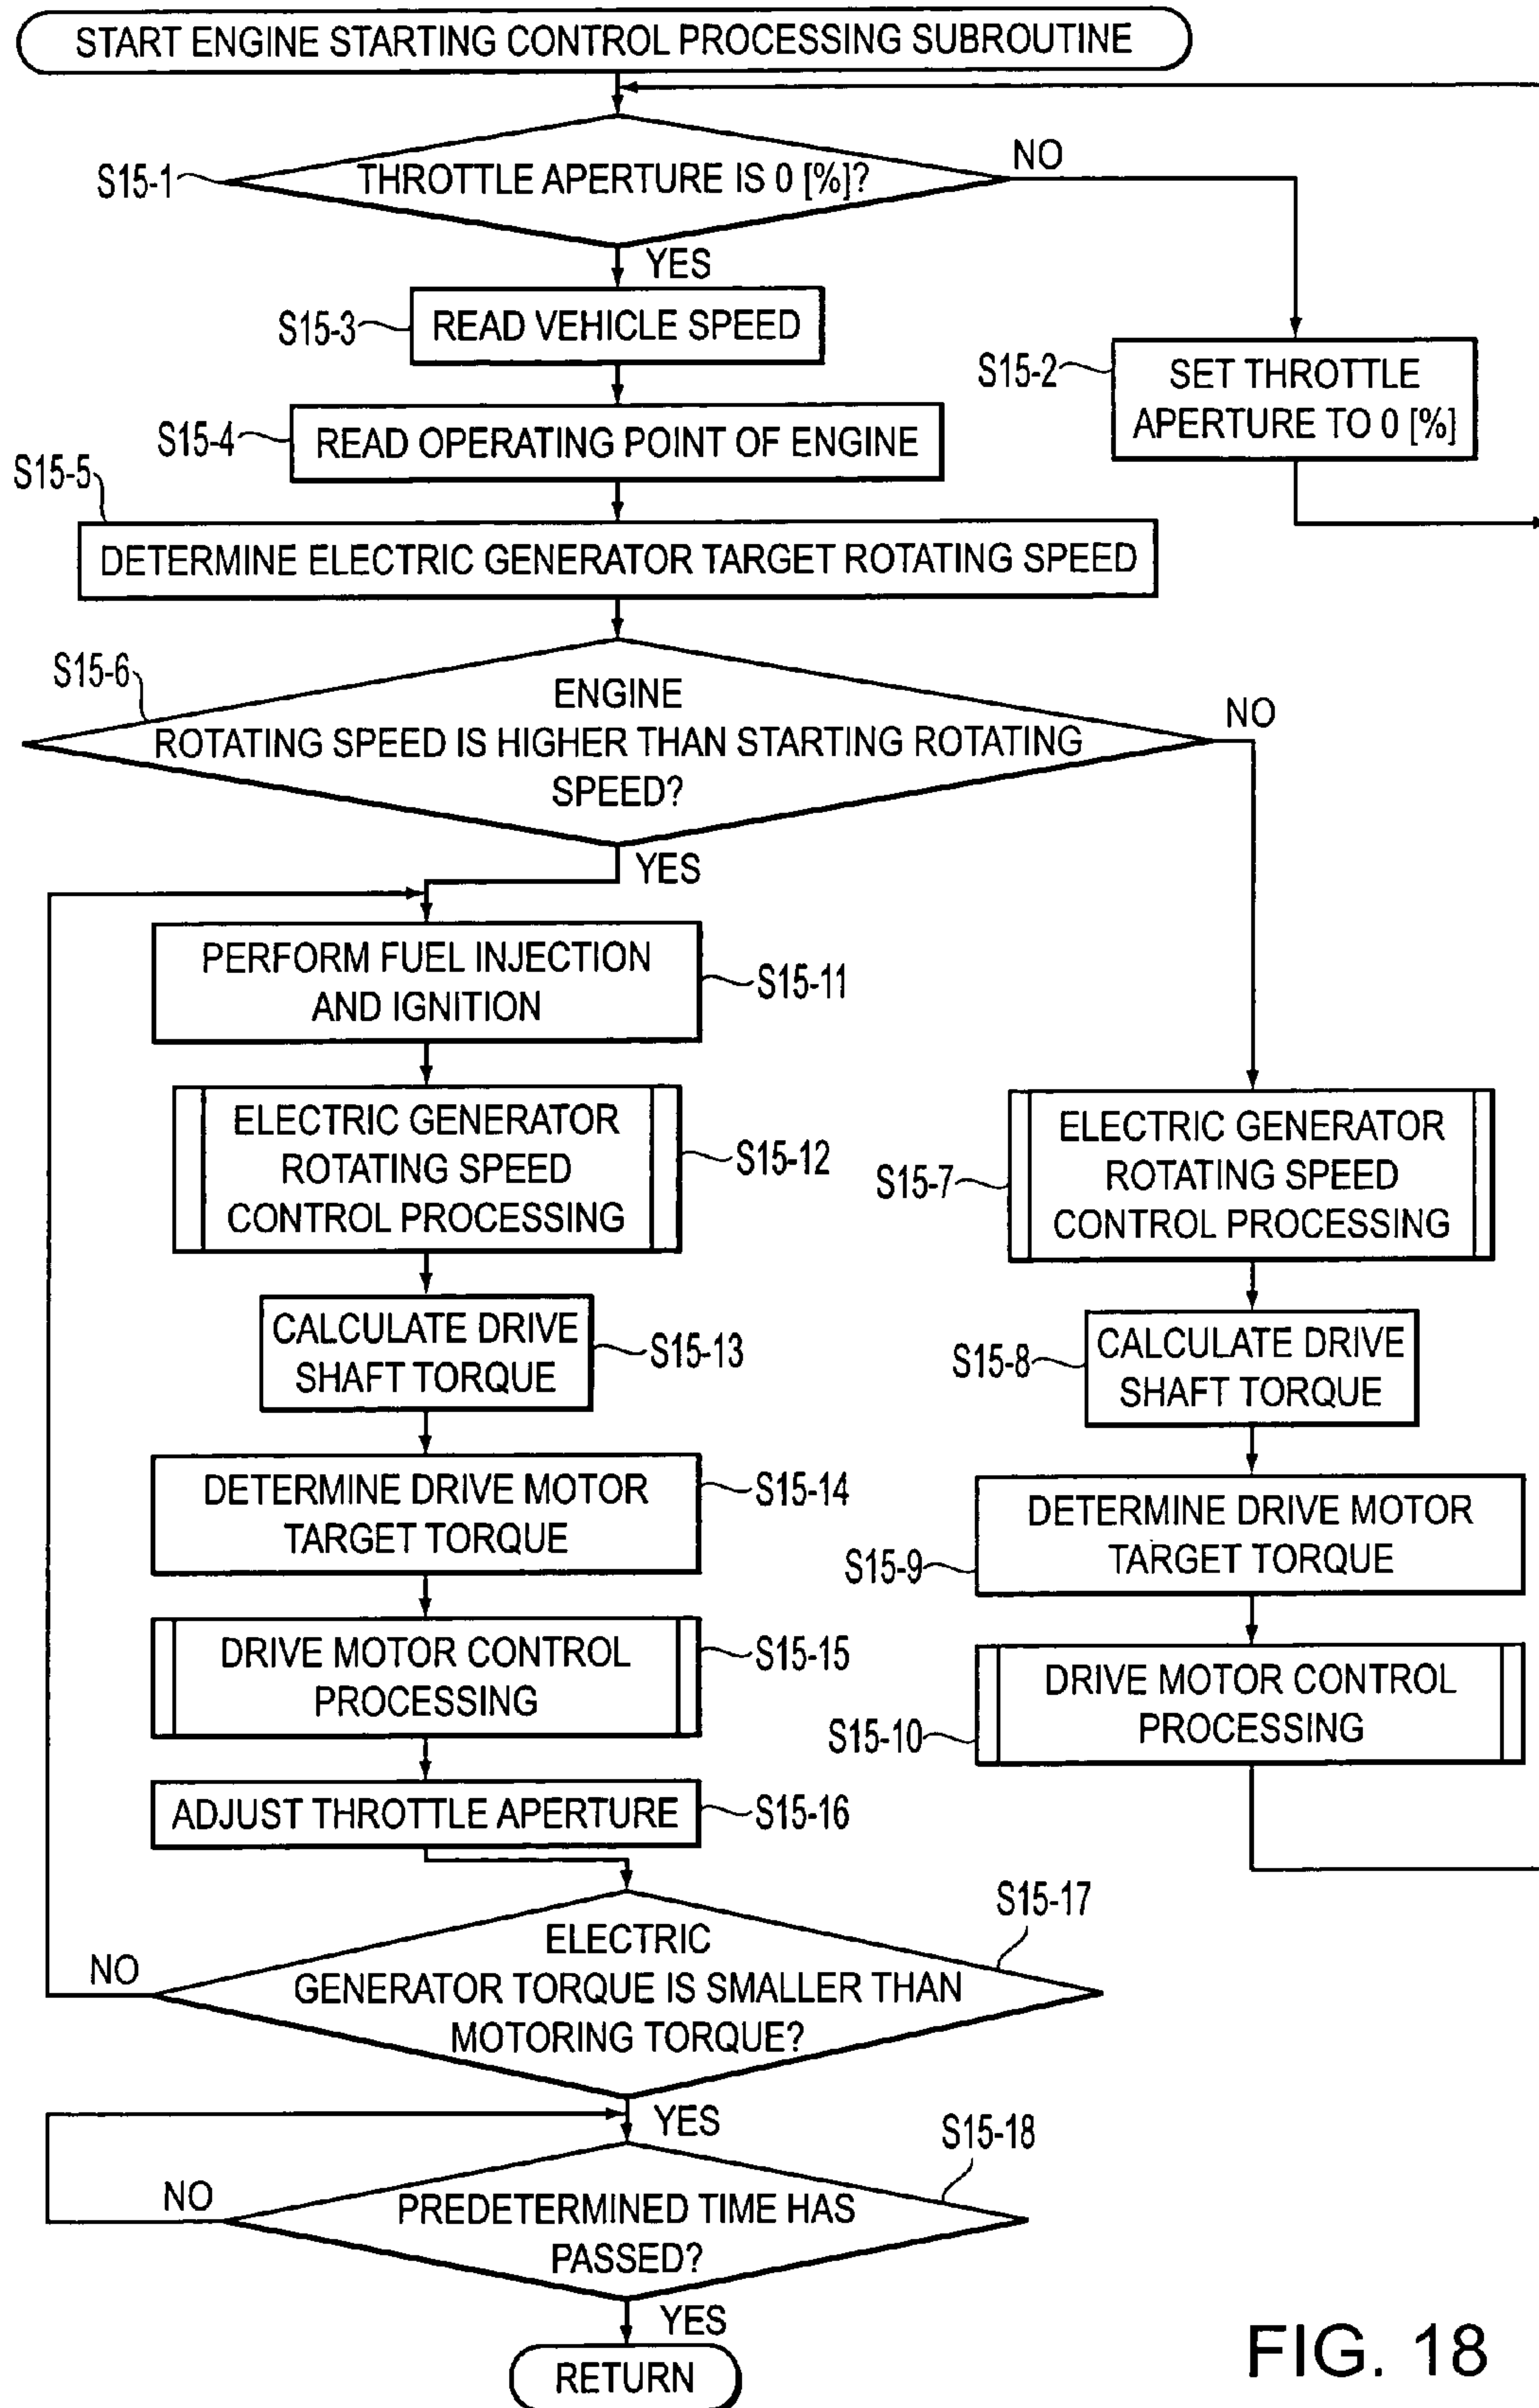 START ENGINE STARTING CONTROL PROCESSING SUBROUTINE
S15-1
THROTTLE APERTURE IS 0 [%]?
NO
YES
S15-3
READ VEHICLE SPEED
S15-2
SET THROTTLE
APERTURE TO 0 [%]
S15-4
READ OPERATING POINT OF ENGINE
S15-5
DETERMINE ELECTRIC GENERATOR TARGET ROTATING SPEED
S15-6
ENGINE
ROTATING SPEED IS HIGHER THAN STARTING ROTATING
SPEED?
NO
YES
PERFORM FUEL INJECTION
AND IGNITION
S15-11
ELECTRIC GENERATOR
ROTATING SPEED
CONTROL PROCESSING
S15-12
S15-7
ELECTRIC GENERATOR
ROTATING SPEED
CONTROL PROCESSING
CALCULATE DRIVE
SHAFT TORQUE
S15-13
S15-8
CALCULATE DRIVE
SHAFT TORQUE
DETERMINE DRIVE MOTOR
TARGET TORQUE
S15-14
S15-9
DETERMINE DRIVE MOTOR
TARGET TORQUE
DRIVE MOTOR CONTROL
PROCESSING
S15-15
S15-10
DRIVE MOTOR CONTROL
PROCESSING
ADJUST THROTTLE APERTURE
S15-16
S15-17
ELECTRIC
GENERATOR TORQUE IS SMALLER THAN
MOTORING TORQUE?
NO
YES
S15-18
NO
PREDETERMINED TIME HAS
PASSED?
YES
RETURN
FIG. 18